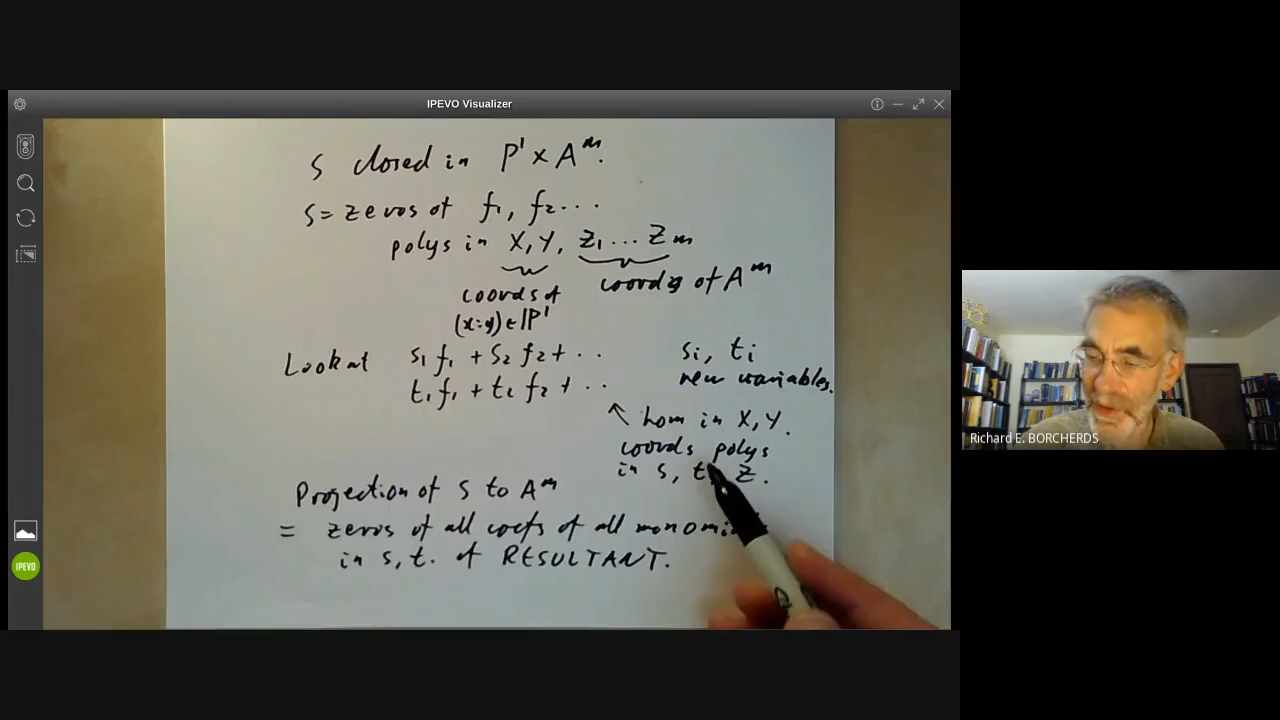 IPEVO Visualizer
S closed in P¹ × Aᵐ.
S = zeros of f₁, f₂ ...
polys in X, Y, Z₁ ... Zₘ
coords of Aᵐ
coords of
(x:y) ∈ ℙ¹
Look at s₁f₁ + s₂f₂ + ..
t₁f₁ + t₂f₂ + ..
sᵢ, tᵢ
new variables.
↖ hom in X, Y.
coords polys
in s, t, Z.
Projection of S to Aᵐ
= zeros of all coefs of all
in s, t. of RESULTANT.
IPEVO
Richard E. BORCHERDS